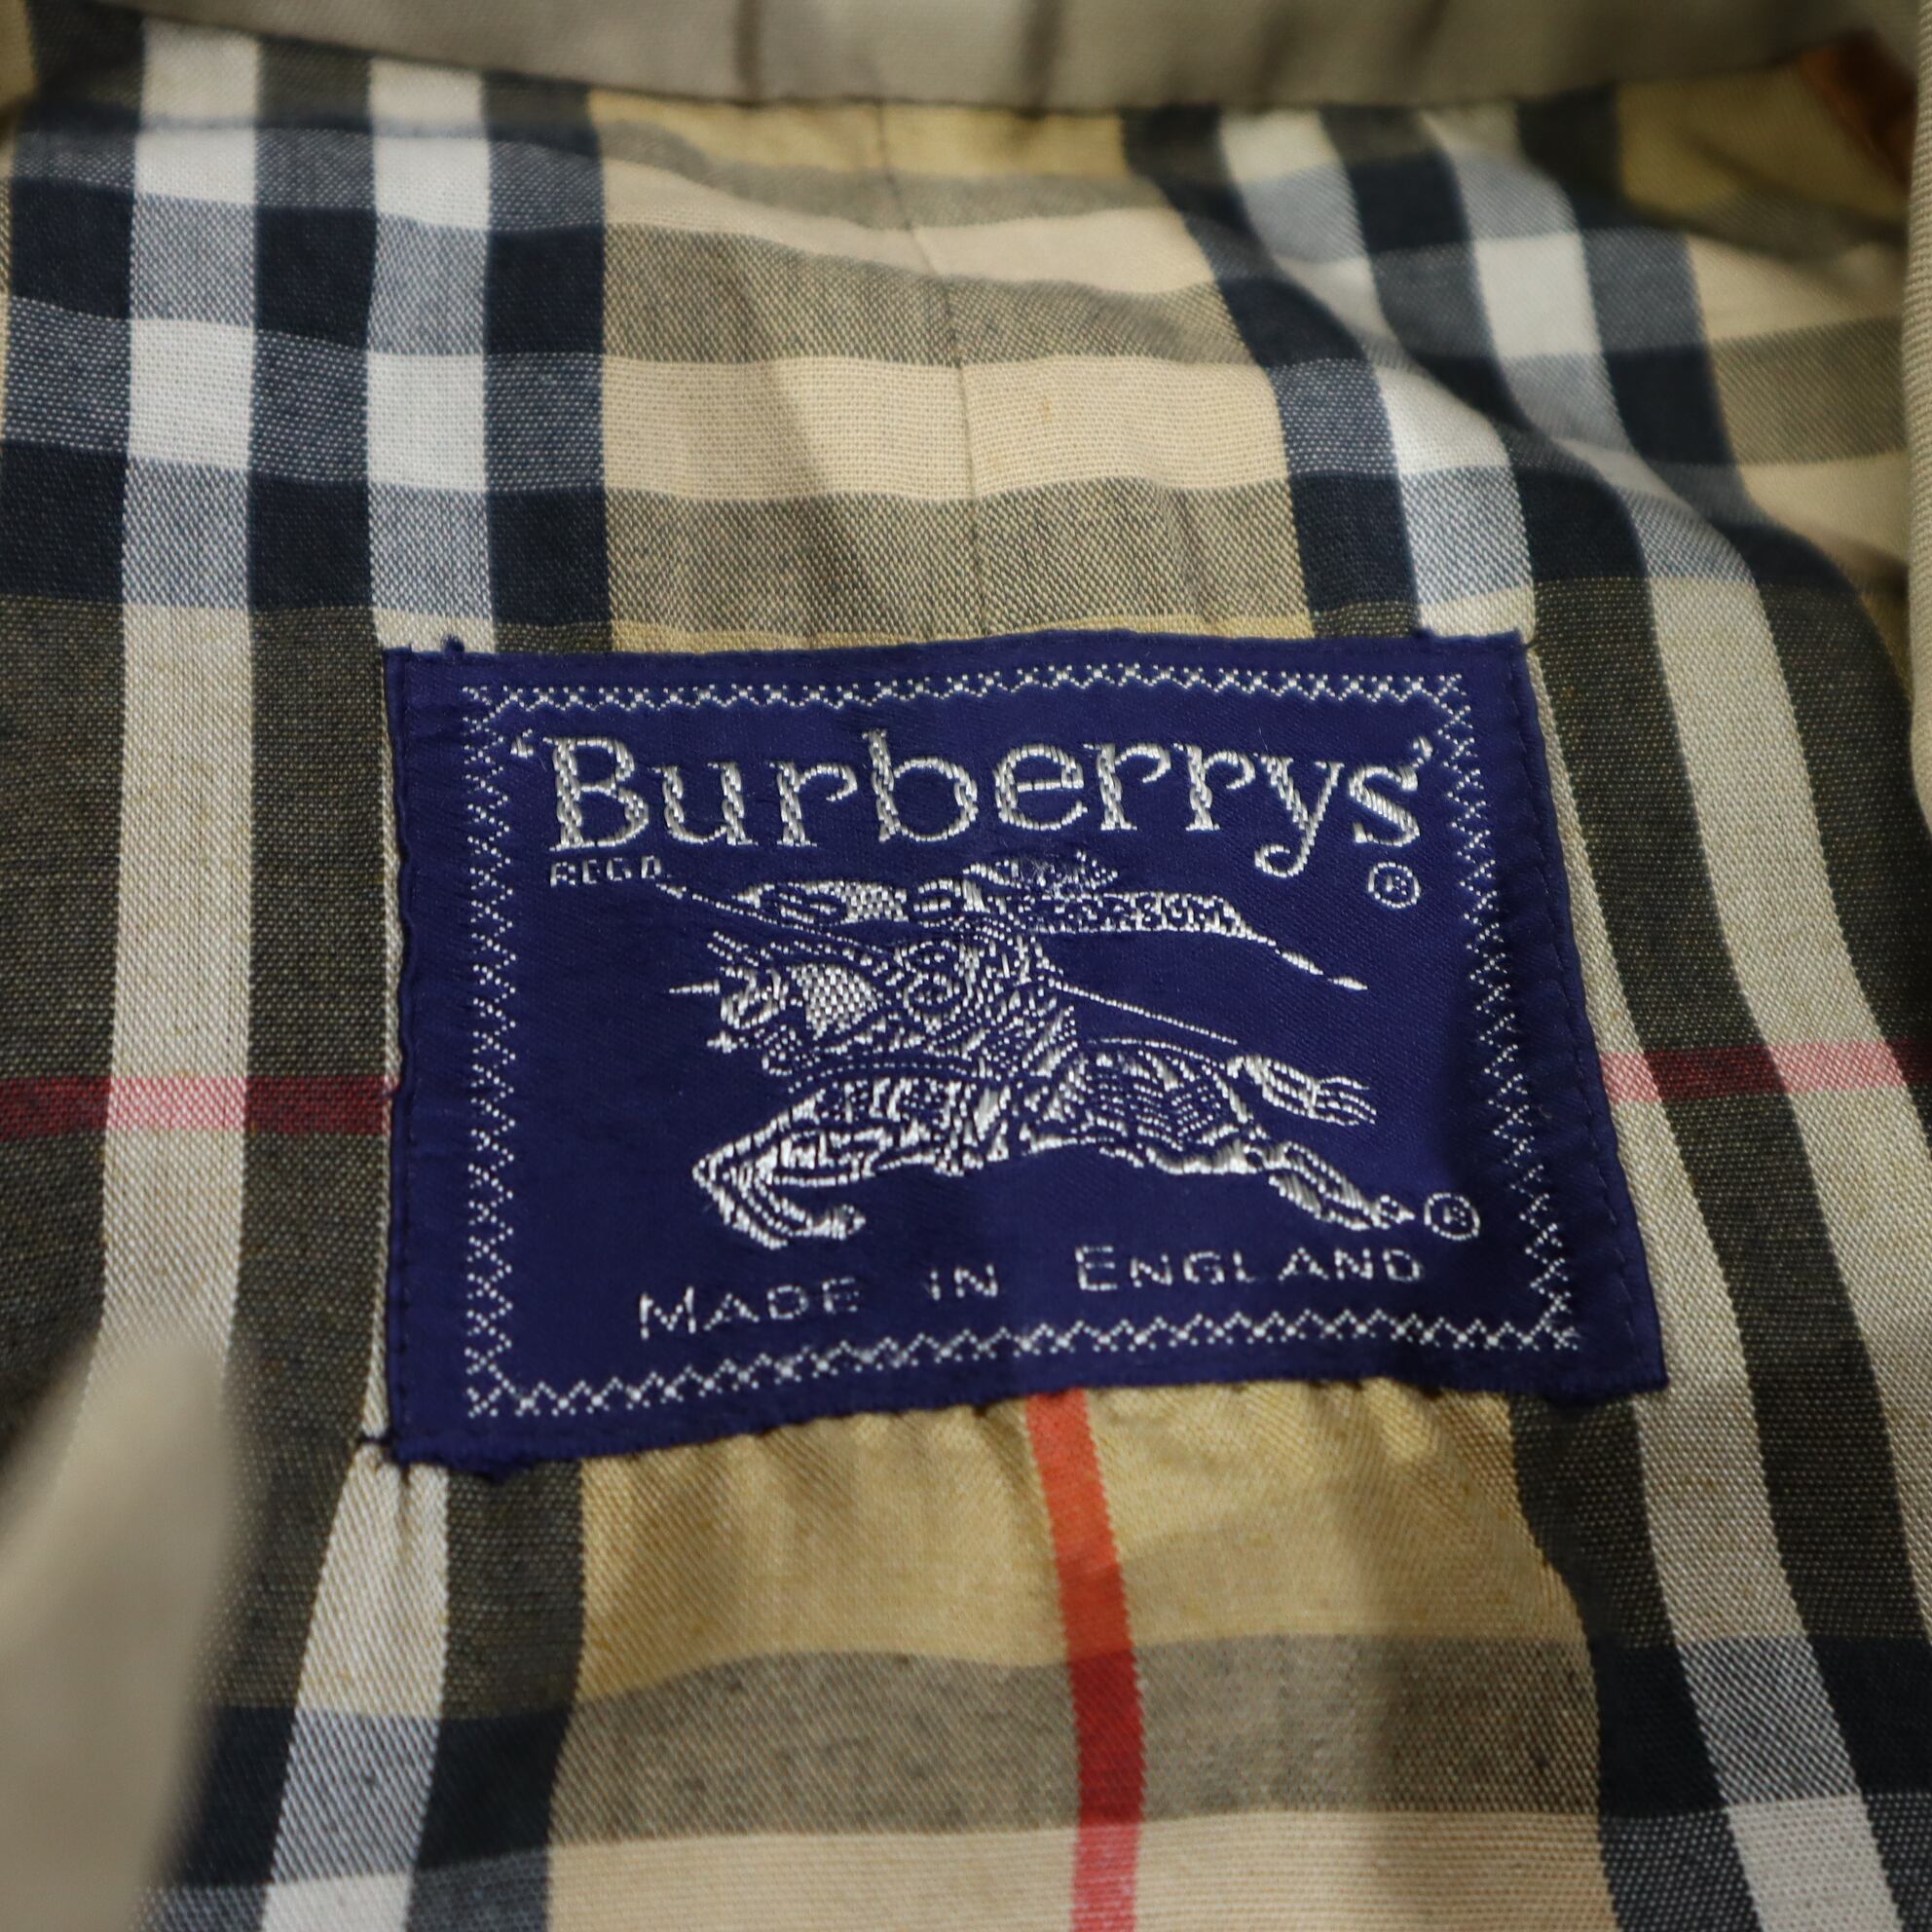 ‘Burberrys’
REGD. ®
PRORSUM
®
MADE IN ENGLAND